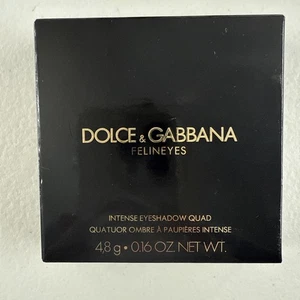 DOLCE & GABBANA
FELINEYES
INTENSE EYESHADOW QUAD
QUATUOR OMBRE À PAUPIÈRES INTENSE
4,8 g • 0.16 OZ. NET WT.